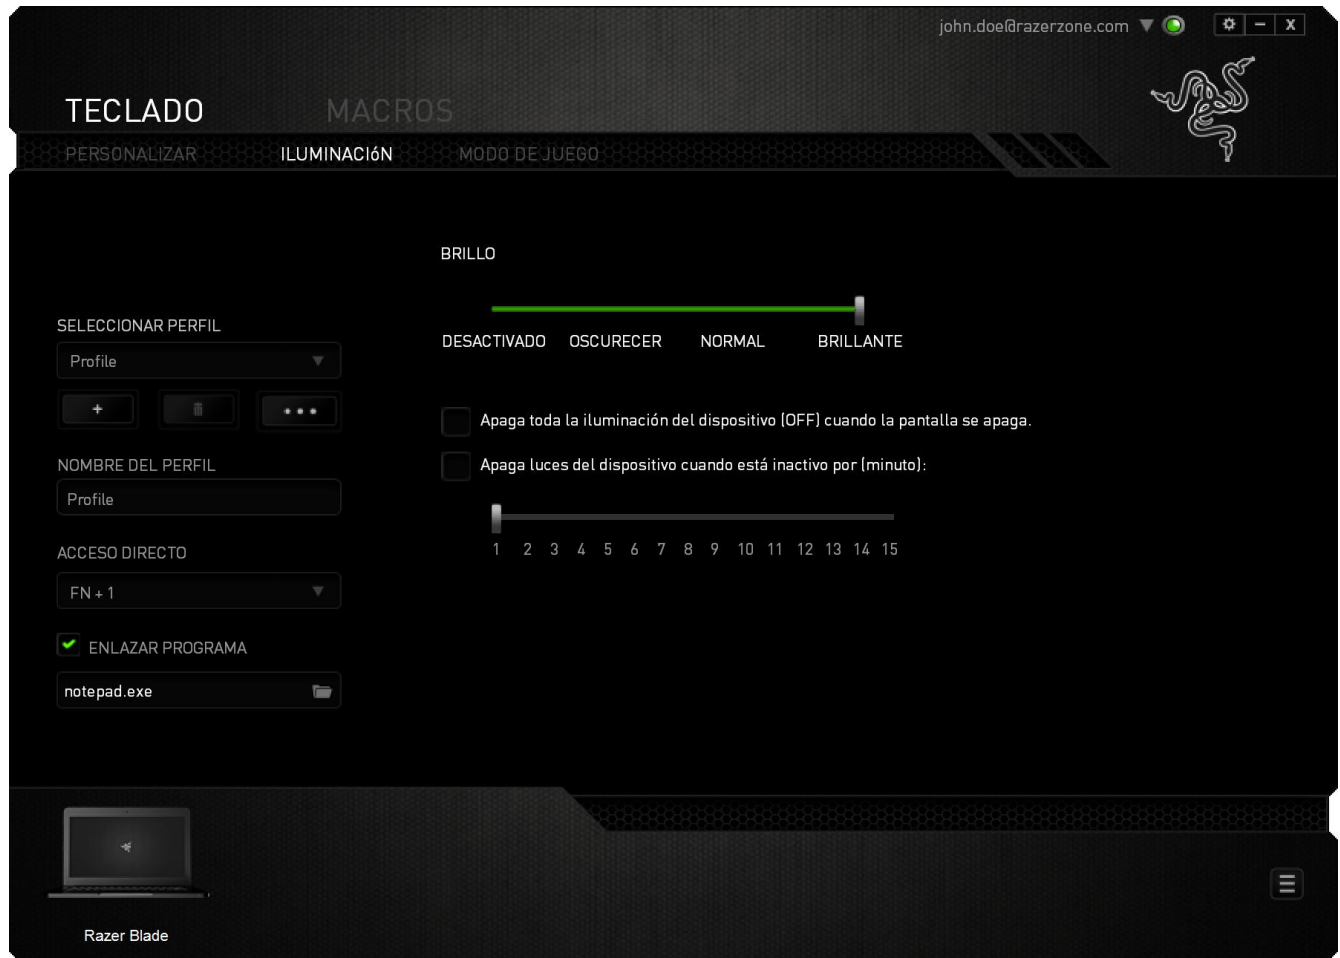 john.doe@razerzone.com
TECLADO MACROS
PERSONALIZAR ILUMINACIóN MODO DE JUEGO
BRILLO
DESACTIVADO OSCURECER NORMAL BRILLANTE
SELECCIONAR PERFIL
Profile
NOMBRE DEL PERFIL
Profile
ACCESO DIRECTO
FN + 1
ENLAZAR PROGRAMA
notepad.exe
Apaga toda la iluminación del dispositivo (OFF) cuando la pantalla se apaga.
Apaga luces del dispositivo cuando está inactivo por (minuto):
1 2 3 4 5 6 7 8 9 10 11 12 13 14 15
Razer Blade